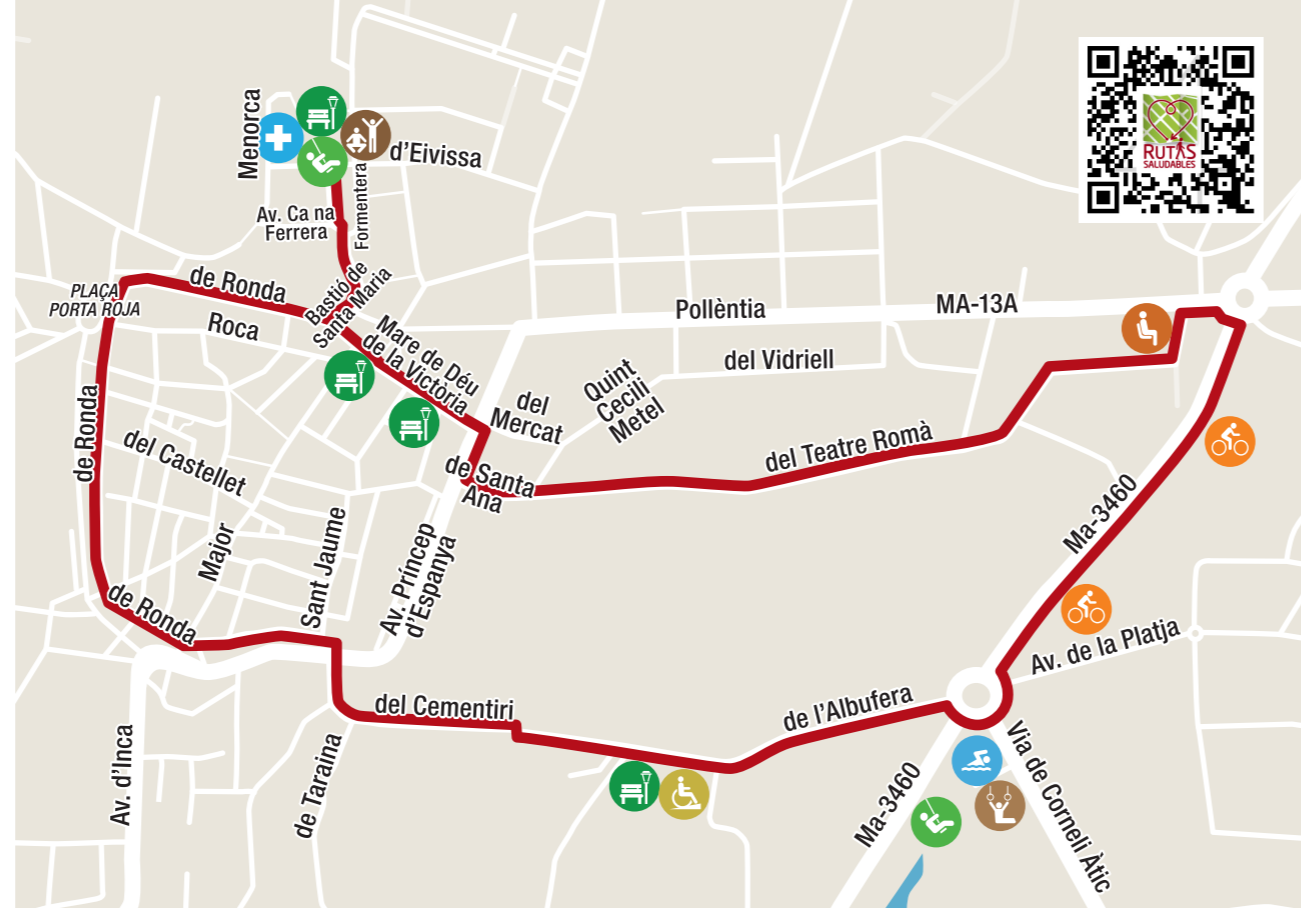 RUTAS
SALUDABLES
Menorca
d'Eivissa
Formentera
Av. Ca na
Ferrera
PLAÇA
PORTA ROJA
de Ronda
Bastió de
Santa Maria
Roca
Pollèntia
MA-13A
Mare de Déu
de la Victòria
del
Mercat
Quint
Cecili
Metel
del Vidriell
de Ronda
del Castellet
de Santa
Ana
del Teatre Romà
Major
Sant Jaume
Av. Príncep
d'Espanya
Ma-3460
de Ronda
Av. de la Platja
del Cementiri
de l'Albufera
Av. d'Inca
de Taraina
Ma-3460
Via de Corneli Àtic